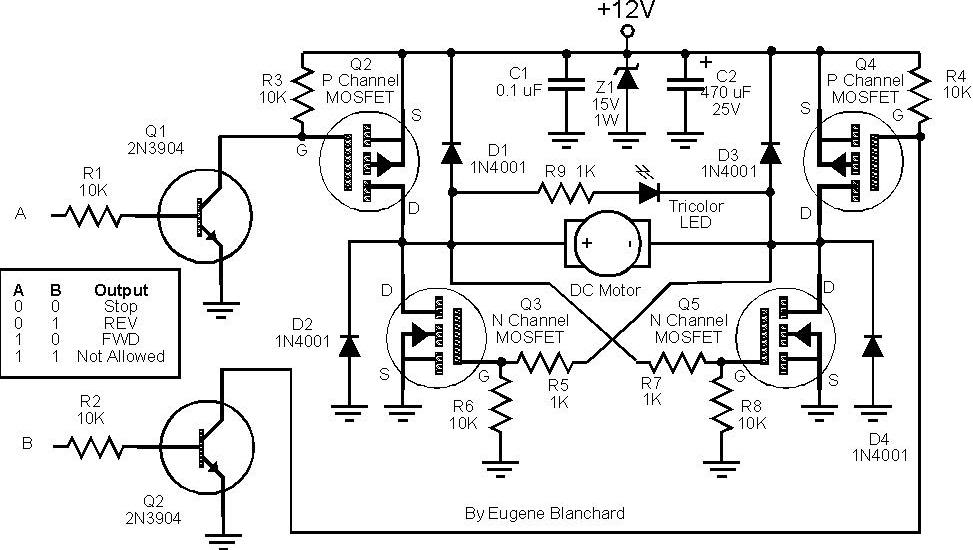 +12V
Q2
P Channel
MOSFET
R3
10K
S
G
D
C1
0.1 uF
Z1
15V
1W
+
C2
470 uF
25V
Q4
P Channel
MOSFET
R4
10K
S
G
D
Q1
2N3904
R1
10K
A
D1
1N4001
R9 1K
D3
1N4001
Tricolor
LED
+ -
DC Motor
A B Output
0 0 Stop
0 1 REV
1 0 FWD
1 1 Not Allowed
D2
1N4001
D
S
G
Q3
N Channel
MOSFET
Q5
N Channel
MOSFET
D
S
G
R5
1K
R7
1K
R6
10K
R8
10K
D4
1N4001
R2
10K
B
Q2
2N3904
By Eugene Blanchard